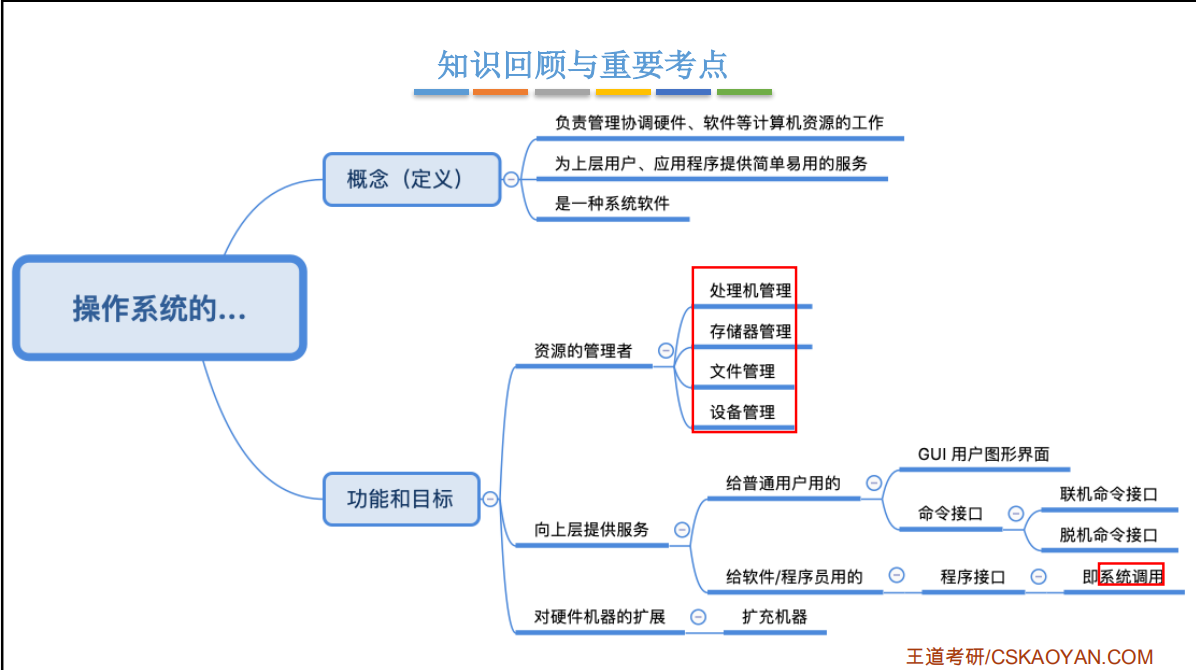 知识回顾与重要考点
负责管理协调硬件、软件等计算机资源的工作
概念（定义）
为上层用户、应用程序提供简单易用的服务
是一种系统软件
操作系统的...
处理机管理
存储器管理
资源的管理者
文件管理
设备管理
功能和目标
GUI 用户图形界面
给普通用户用的
联机命令接口
命令接口
脱机命令接口
向上层提供服务
给软件/程序员用的
程序接口
即系统调用
对硬件机器的扩展
扩充机器
王道考研/CSKAOYAN.COM